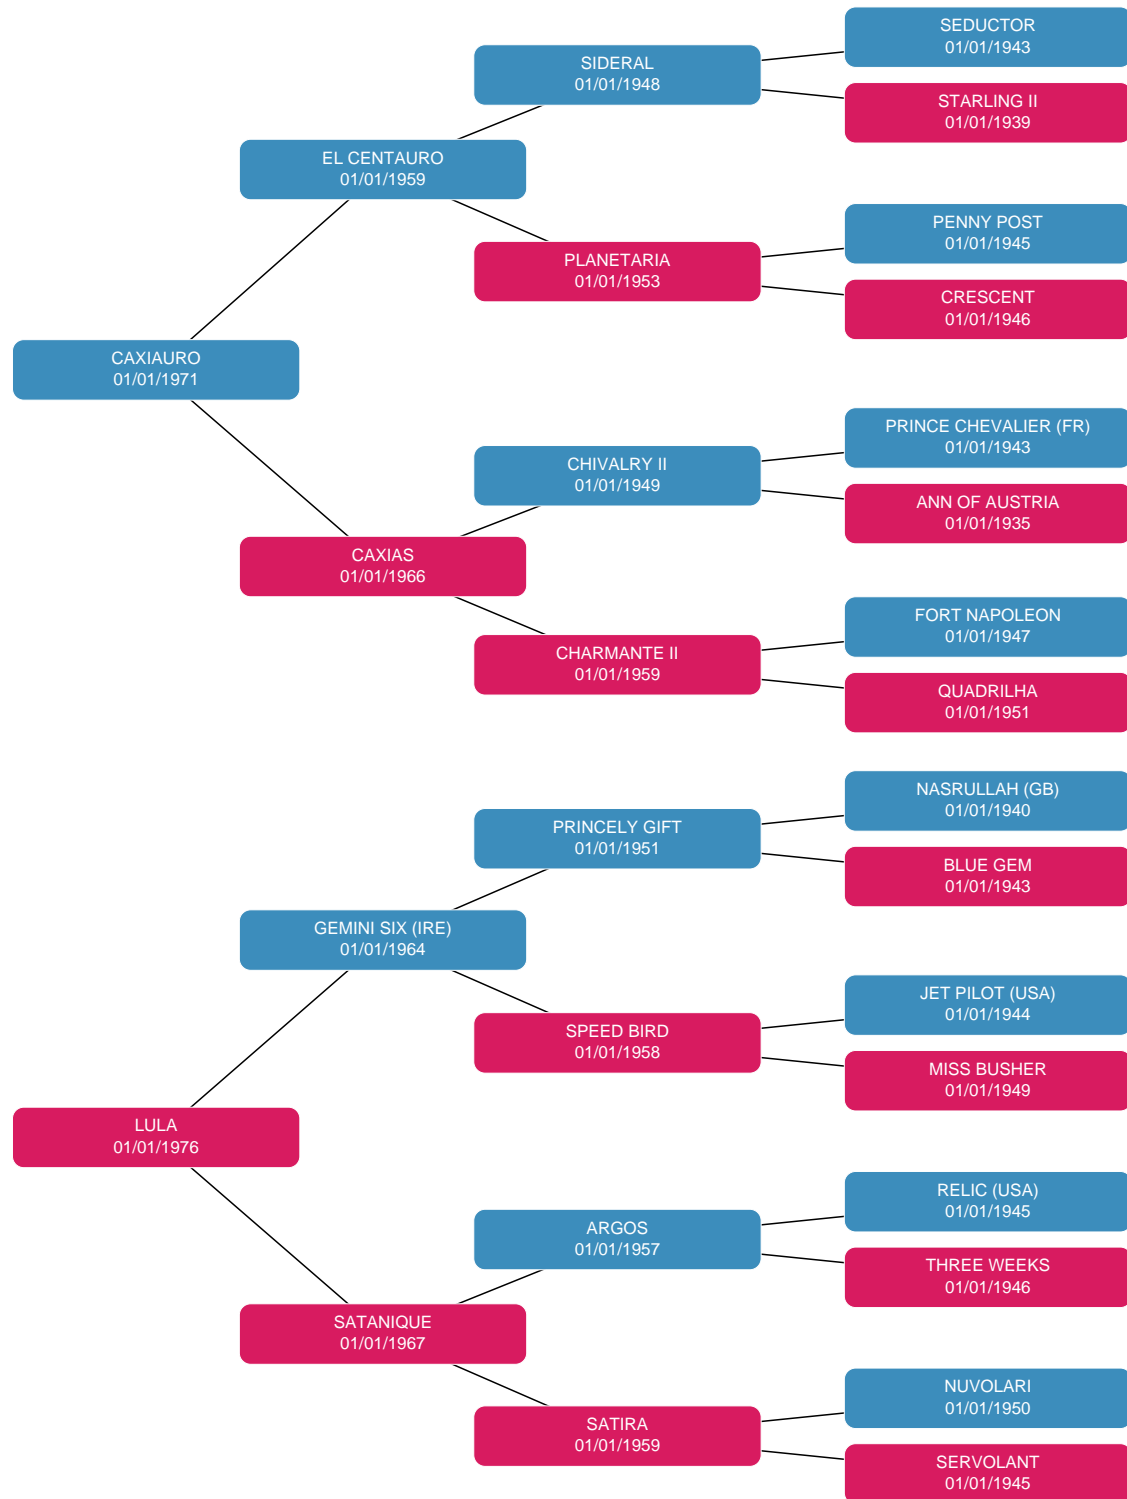 SEDUCTOR
01/01/1943
SIDERAL
01/01/1948
STARLING II
01/01/1939
EL CENTAURO
01/01/1959
PENNY POST
01/01/1945
PLANETARIA
01/01/1953
CRESCENT
01/01/1946
CAXIAURO
01/01/1971
PRINCE CHEVALIER (FR)
01/01/1943
CHIVALRY II
01/01/1949
ANN OF AUSTRIA
01/01/1935
CAXIAS
01/01/1966
FORT NAPOLEON
01/01/1947
CHARMANTE II
01/01/1959
QUADRILHA
01/01/1951
NASRULLAH (GB)
01/01/1940
PRINCELY GIFT
01/01/1951
BLUE GEM
01/01/1943
GEMINI SIX (IRE)
01/01/1964
JET PILOT (USA)
01/01/1944
SPEED BIRD
01/01/1958
MISS BUSHER
01/01/1949
LULA
01/01/1976
RELIC (USA)
01/01/1945
ARGOS
01/01/1957
THREE WEEKS
01/01/1946
SATANIQUE
01/01/1967
NUVOLARI
01/01/1950
SATIRA
01/01/1959
SERVOLANT
01/01/1945